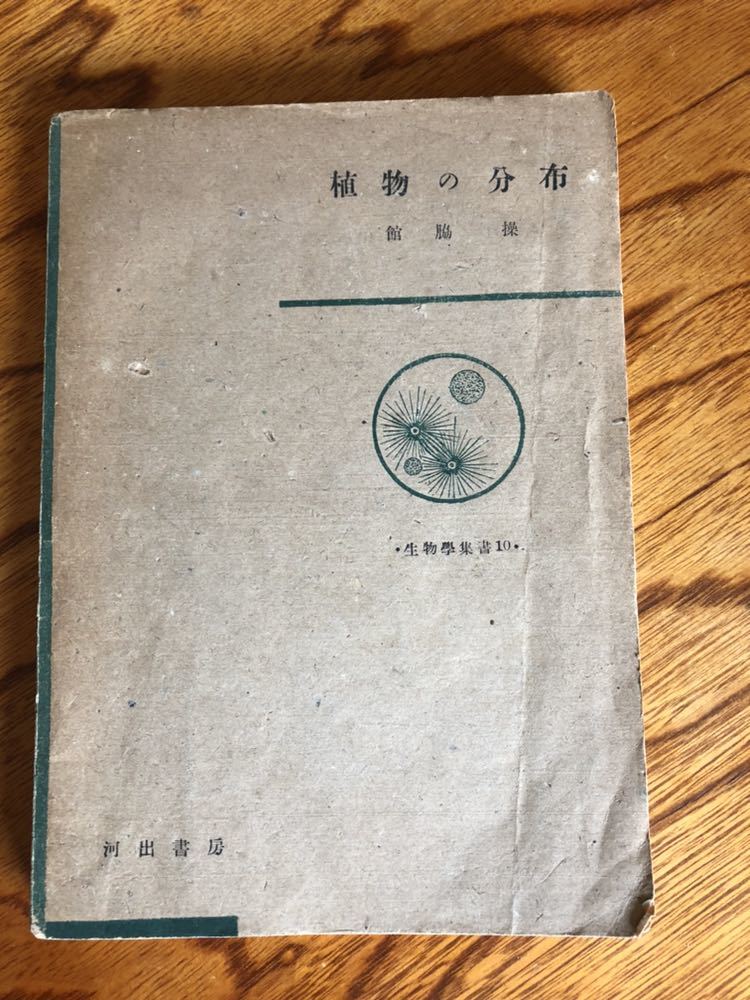 植物の分布
館脇 操
•生物學集書10•
河出書房